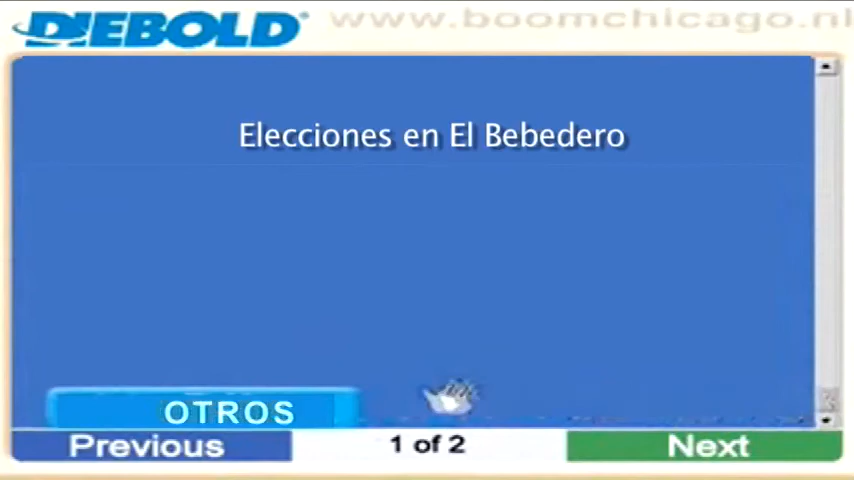 DIEBOLD
www.boomchicago.nl
Elecciones en El Bebedero
OTROS
Previous
1 of 2
Next